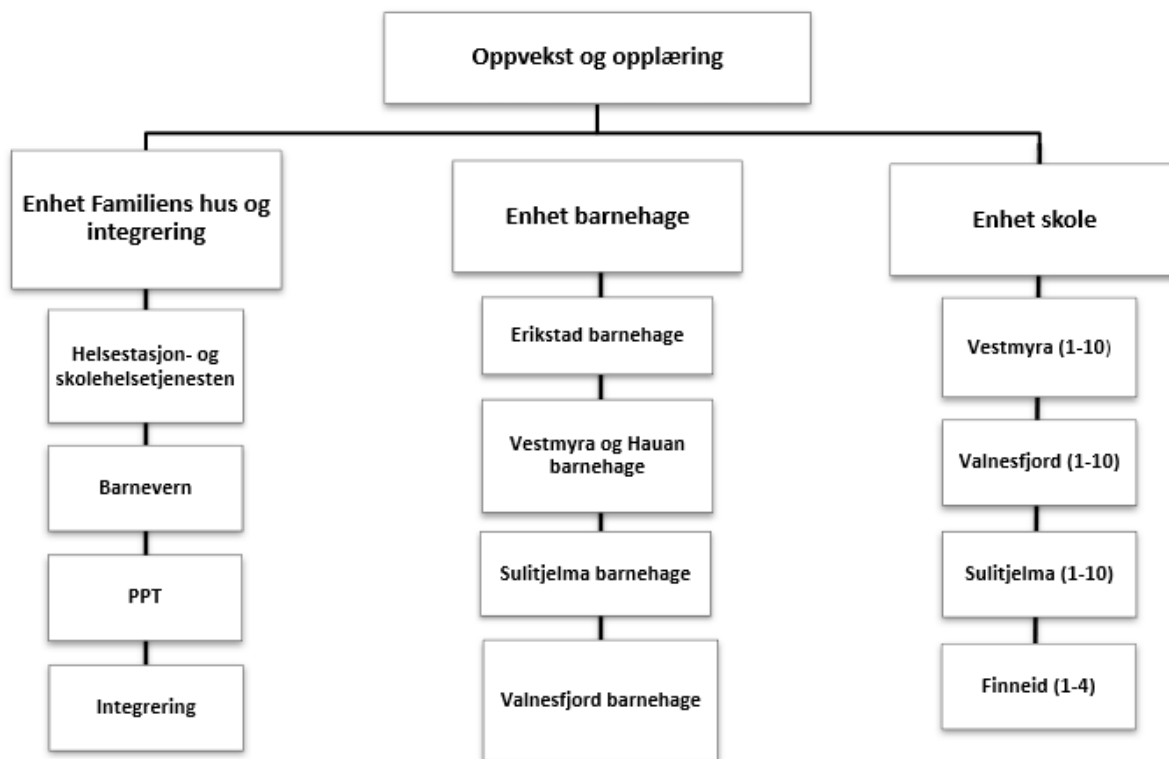 Oppvekst og opplæring
Enhet Familiens hus og
integrering
Helsestasjon- og
skolehelsetjenesten
Barnevern
PPT
Integrering
Enhet barnehage
Erikstad barnehage
Vestmyra og Hauan
barnehage
Sulitjelma barnehage
Valnesfjord barnehage
Enhet skole
Vestmyra (1-10)
Valnesfjord (1-10)
Sulitjelma (1-10)
Finneid (1-4)